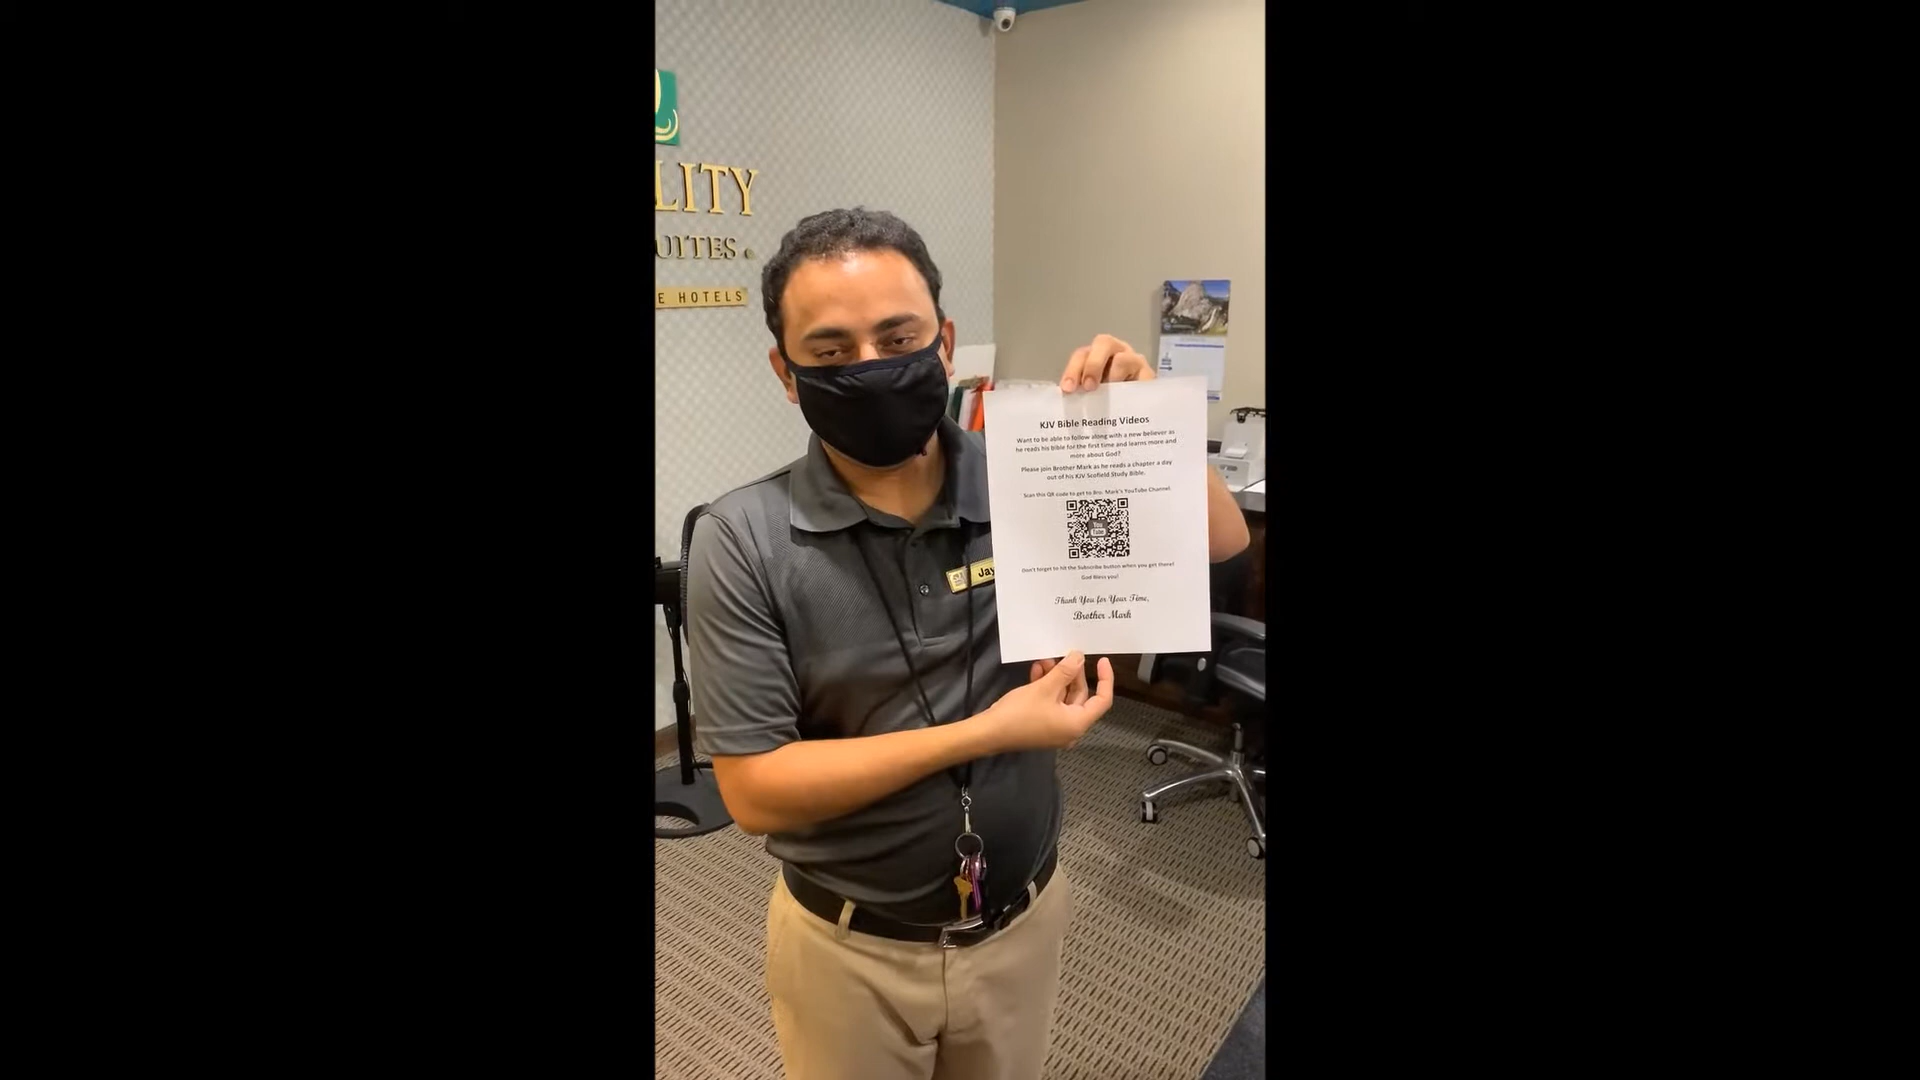 LITY
UITES
E HOTELS
KJV Bible Reading Videos
Want to be able to follow along with a new believer as
he reads his bible for the first time and learns more and
more about God?
Please join Brother Mark as he reads a chapter a day
out of his KJV Scofield Study Bible.
Scan this QR code to get to Bro. Mark's YouTube Channel:
You
Tube
Jay
Don't forget to hit the Subscribe button when you get there!
God Bless you!
Thank You for Your Time,
Brother Mark